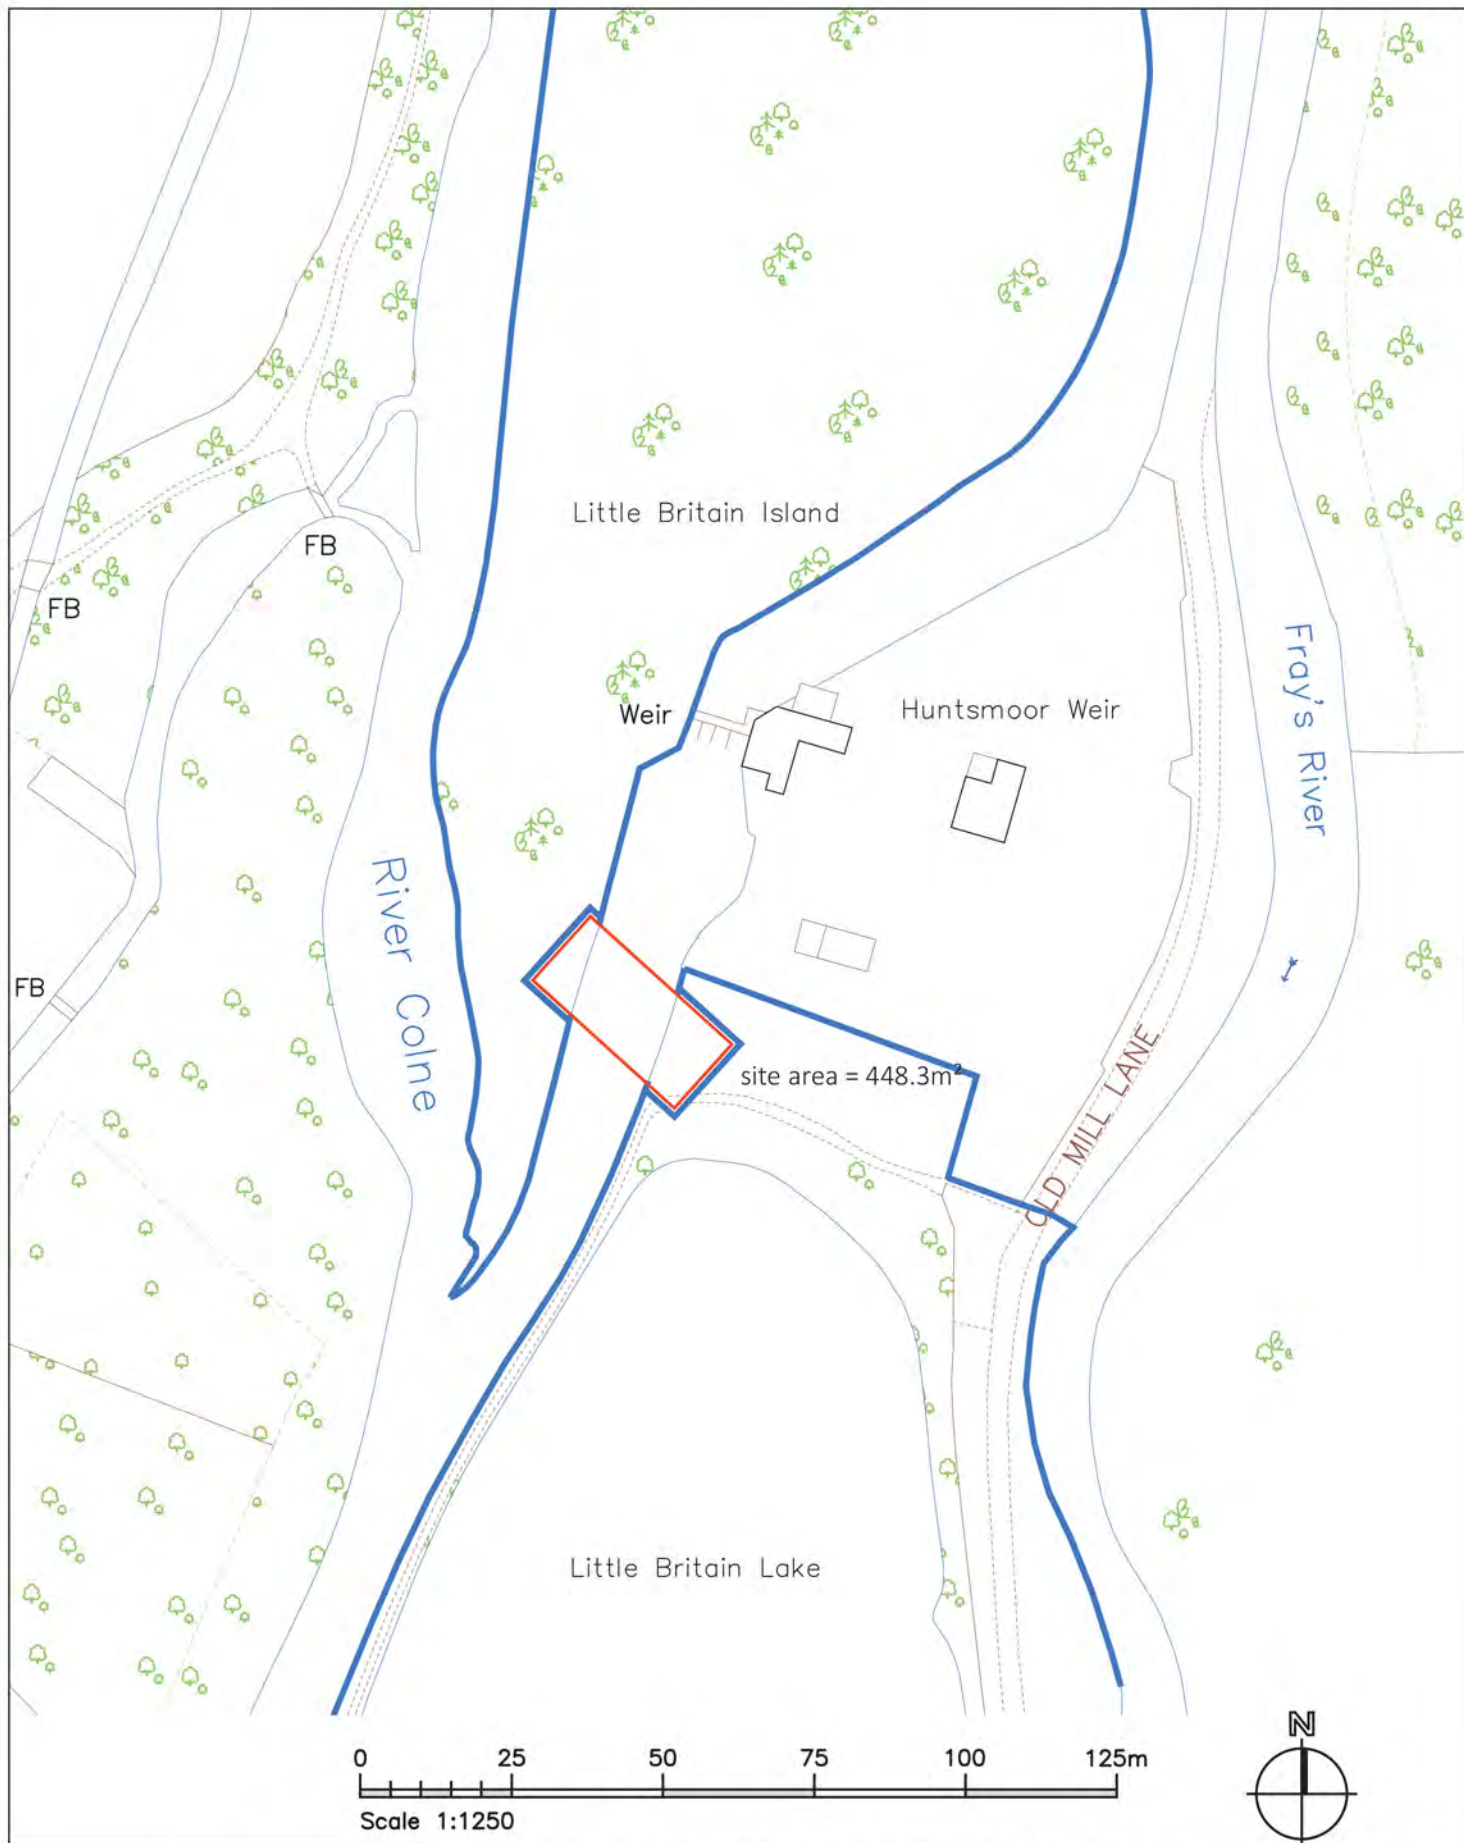 Little Britain Island
FB
FB
Fray's River
Weir
Huntsmoor Weir
River Colne
FB
OLD MILL LANE
site area = 448.3m²
Little Britain Lake
N
0 25 50 75 100 125m
Scale 1:1250